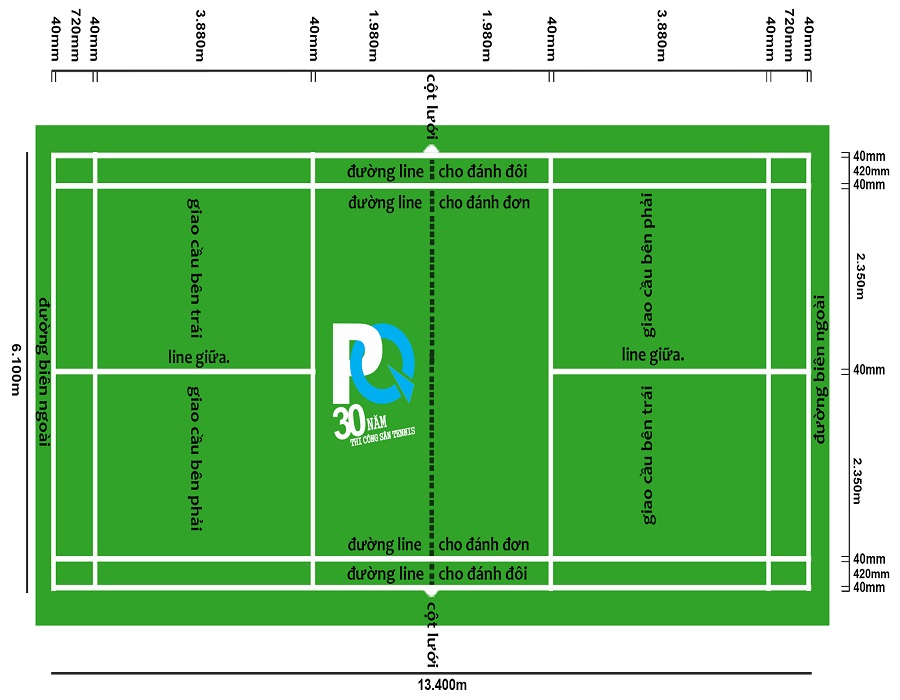 40mm
720mm
40mm
3.880m
40mm
1.980m
1.980m
40mm
3.880m
40mm
720mm
40mm
cột lưới
đường line cho đánh đôi
đường line cho đánh đơn
40mm
420mm
40mm
giao cầu bên trái
giao cầu bên phải
2.350m
đường biên ngoài
6.100m
line giữa.
line giữa.
đường biên ngoài
40mm
PQ
30 NĂM
THI CÔNG SÂN TENNIS
giao cầu bên phải
giao cầu bên trái
2.350m
đường line cho đánh đơn
đường line cho đánh đôi
40mm
420mm
40mm
cột lưới
13.400m